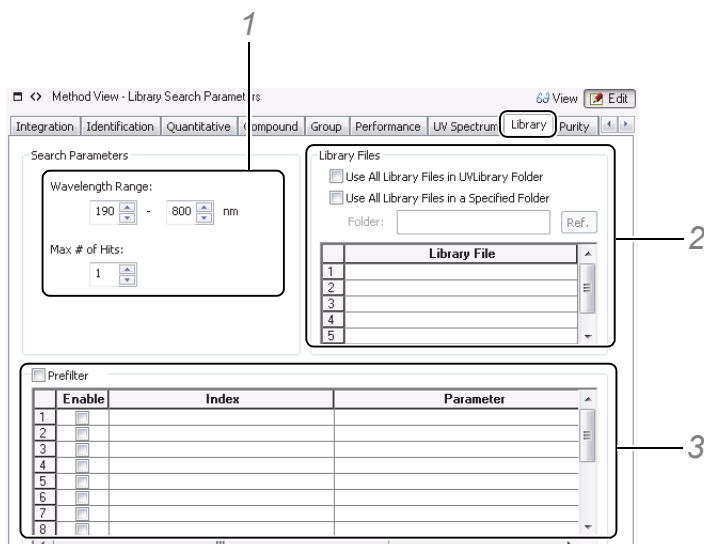 1
Method View - Library Search Parameters View Edit
Integration Identification Quantitative Compound Group Performance UV Spectrum Library Purity
Search Parameters
Wavelength Range:
190 - 800 nm
Max # of Hits:
1
Library Files
Use All Library Files in UVLibrary Folder
Use All Library Files in a Specified Folder
Folder: Ref.
Library File
1
2
3
4
5
2
Prefilter
Enable Index Parameter
1
2
3
4
5
6
7
8
3